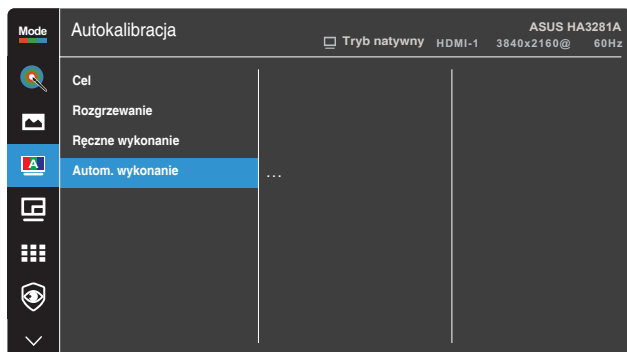 Mode
Autokalibracja
ASUS HA3281A
Tryb natywny HDMI-1 3840x2160@ 60Hz
Cel
Rozgrzewanie
Ręczne wykonanie
A
Autom. wykonanie ...